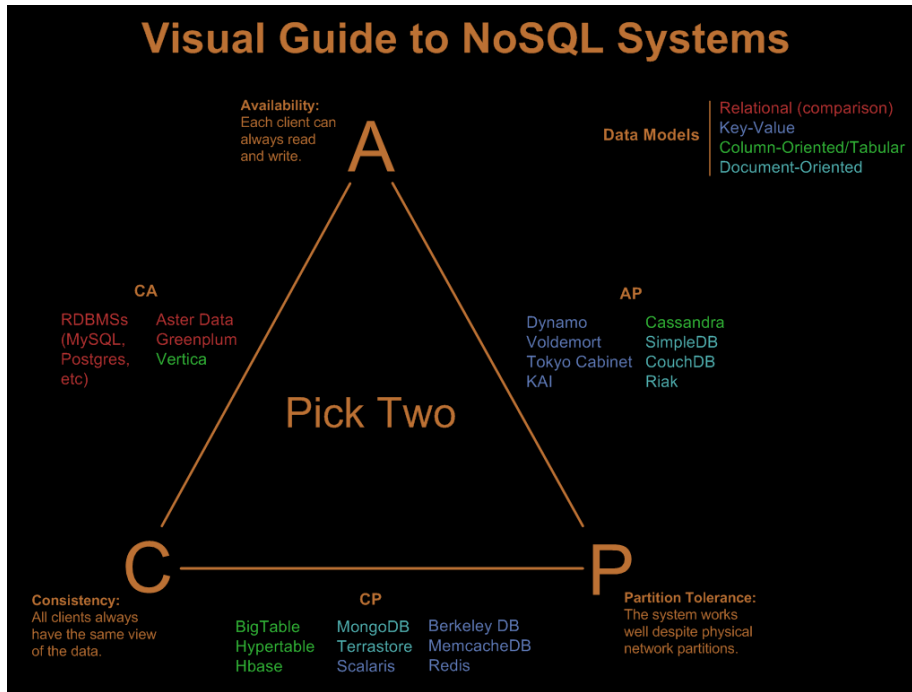 Visual Guide to NoSQL Systems
Availability:
Each client can
always read
and write.
A
Data Models
Relational (comparison)
Key-Value
Column-Oriented/Tabular
Document-Oriented
CA
RDBMSs
(MySQL,
Postgres,
etc)
Aster Data
Greenplum
Vertica
AP
Dynamo
Voldemort
Tokyo Cabinet
KAI
Cassandra
SimpleDB
CouchDB
Riak
Pick Two
C
P
Consistency:
All clients always
have the same view
of the data.
CP
BigTable
Hypertable
Hbase
MongoDB
Terrastore
Scalaris
Berkeley DB
MemcacheDB
Redis
Partition Tolerance:
The system works
well despite physical
network partitions.